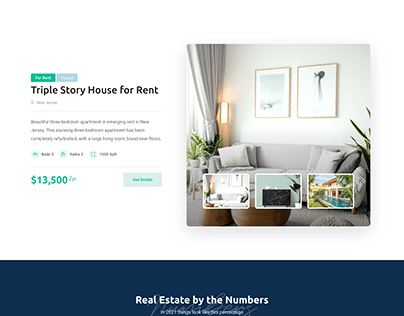 For Rent
Popular
Triple Story House for Rent
New Jersey
Beautiful three-bedroom apartment in emerging rent in New
Jersey. This stunning three-bedroom apartment has been
completely refurbished, with a large living room, brand-new floors,
Beds 3
Baths 2
1500 Sqft
$13,500 /yr
See Details
Real Estate by the Numbers
Numbers
In 2021 things look like this percentage